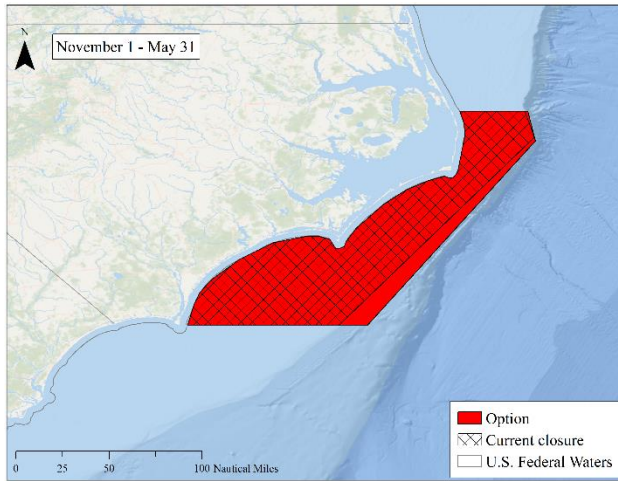 N
November 1 - May 31
Option
Current closure
U.S. Federal Waters
0 25 50 100 Nautical Miles